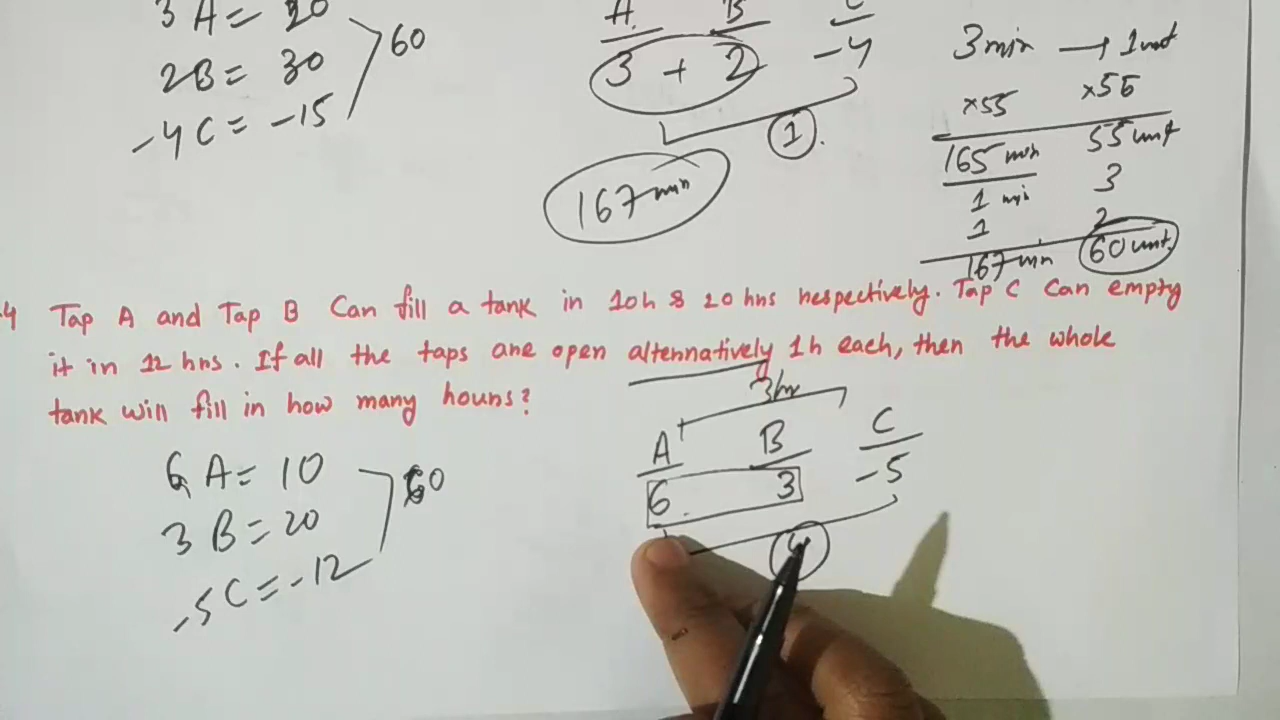 3 A = 20
2B = 30
-4 C = -15
60
A B C
3 + 2 -4
1
167 min
3 min → 1 unit
×55 ×55
165 min 55 unit
1 min 3
1 2
167 min 60 unit.
.4 Tap A and Tap B Can fill a tank in 10h & 20 hrs respectively. Tap C Can empty
it in 12 hrs. If all the taps are open alternatively 1h each, then the whole
tank will fill in how many hours?
6 A = 10
3 B = 20
-5 C = -12
60
3hr
A B C
6 3 -5
4